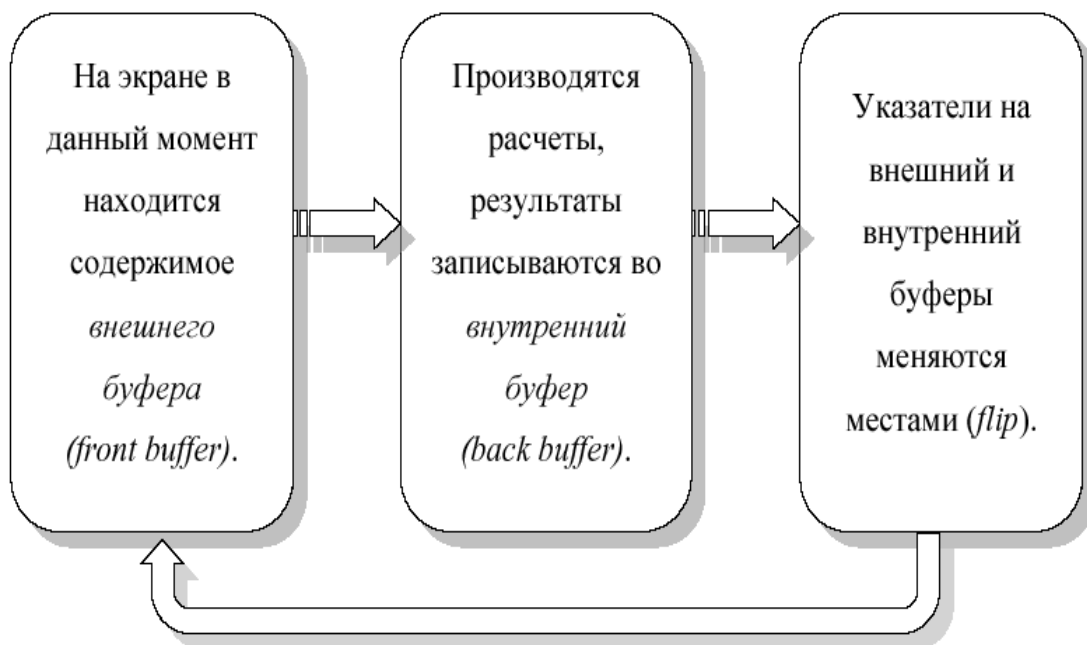 На экране в
данный момент
находится
содержимое
внешнего
буфера
(front buffer).
Производятся
расчеты,
результаты
записываются во
внутренний
буфер
(back buffer).
Указатели на
внешний и
внутренний
буферы
меняются
местами (flip).